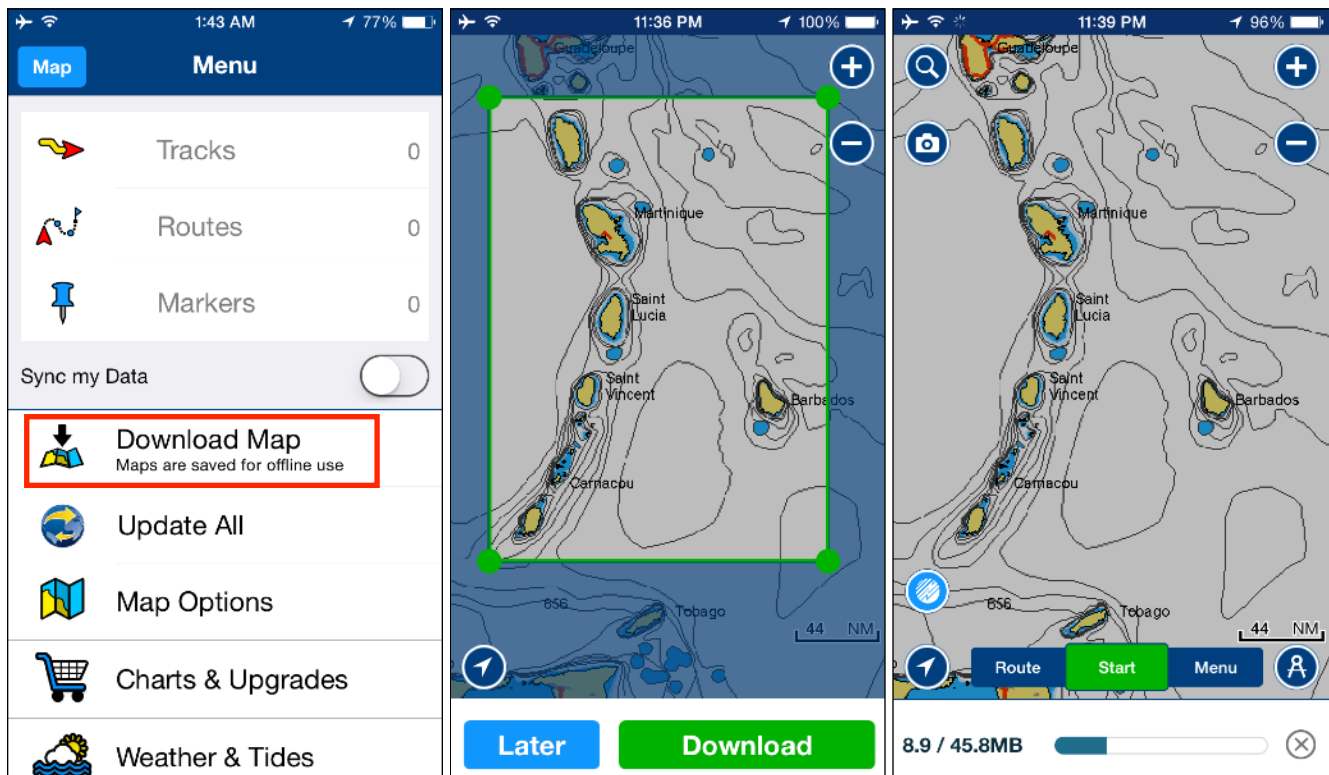 1:43 AM
77%
Map
Menu
Tracks
0
Routes
0
Markers
0
Sync my Data
Download Map
Maps are saved for offline use
Update All
Map Options
Charts & Upgrades
Weather & Tides
11:36 PM
100%
Guadeloupe
Martinique
Saint
Lucia
Saint
Vincent
Barbados
Carriacou
656
Tobago
44 NM
Later
Download
11:39 PM
96%
Guadeloupe
Martinique
Saint
Lucia
Saint
Vincent
Barbados
Carriacou
656
Tobago
44 NM
Route
Start
Menu
8.9 / 45.8MB